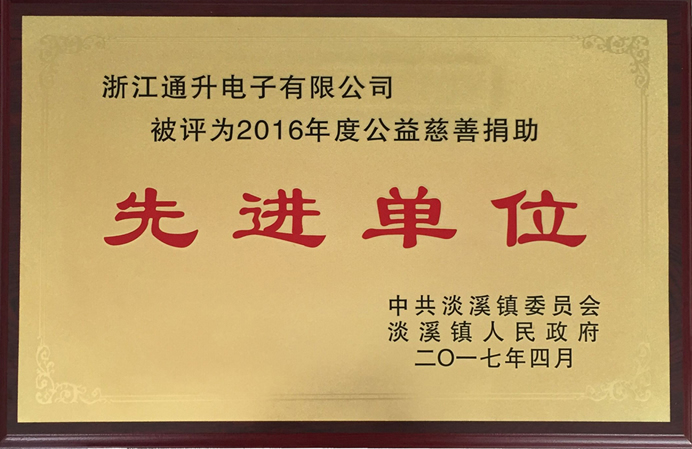 浙江通升电子有限公司
被评为2016年度公益慈善捐助
先进单位
中共淡溪镇委员会
淡溪镇人民政府
二〇一七年四月